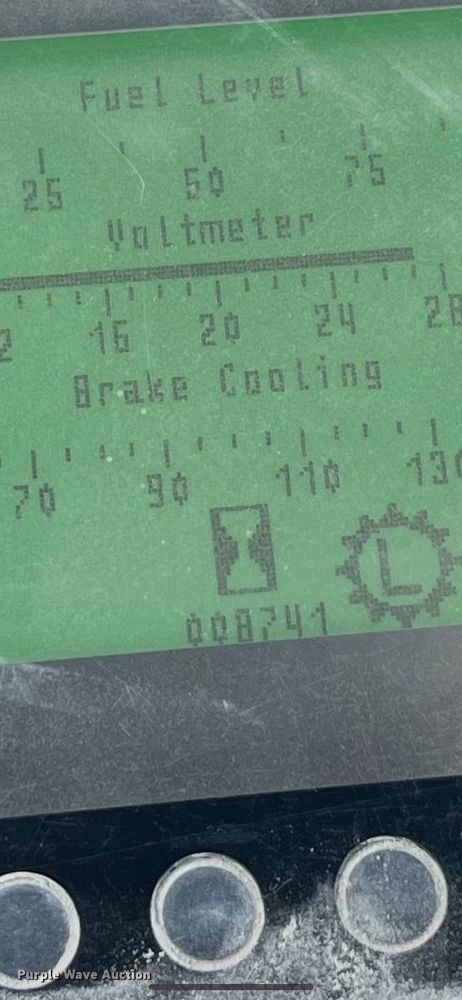 Fuel Level
25 50 75
Voltmeter
2 16 20 24 28
Brake Cooling
70 90 110 130
L
008741
Purple Wave Auction